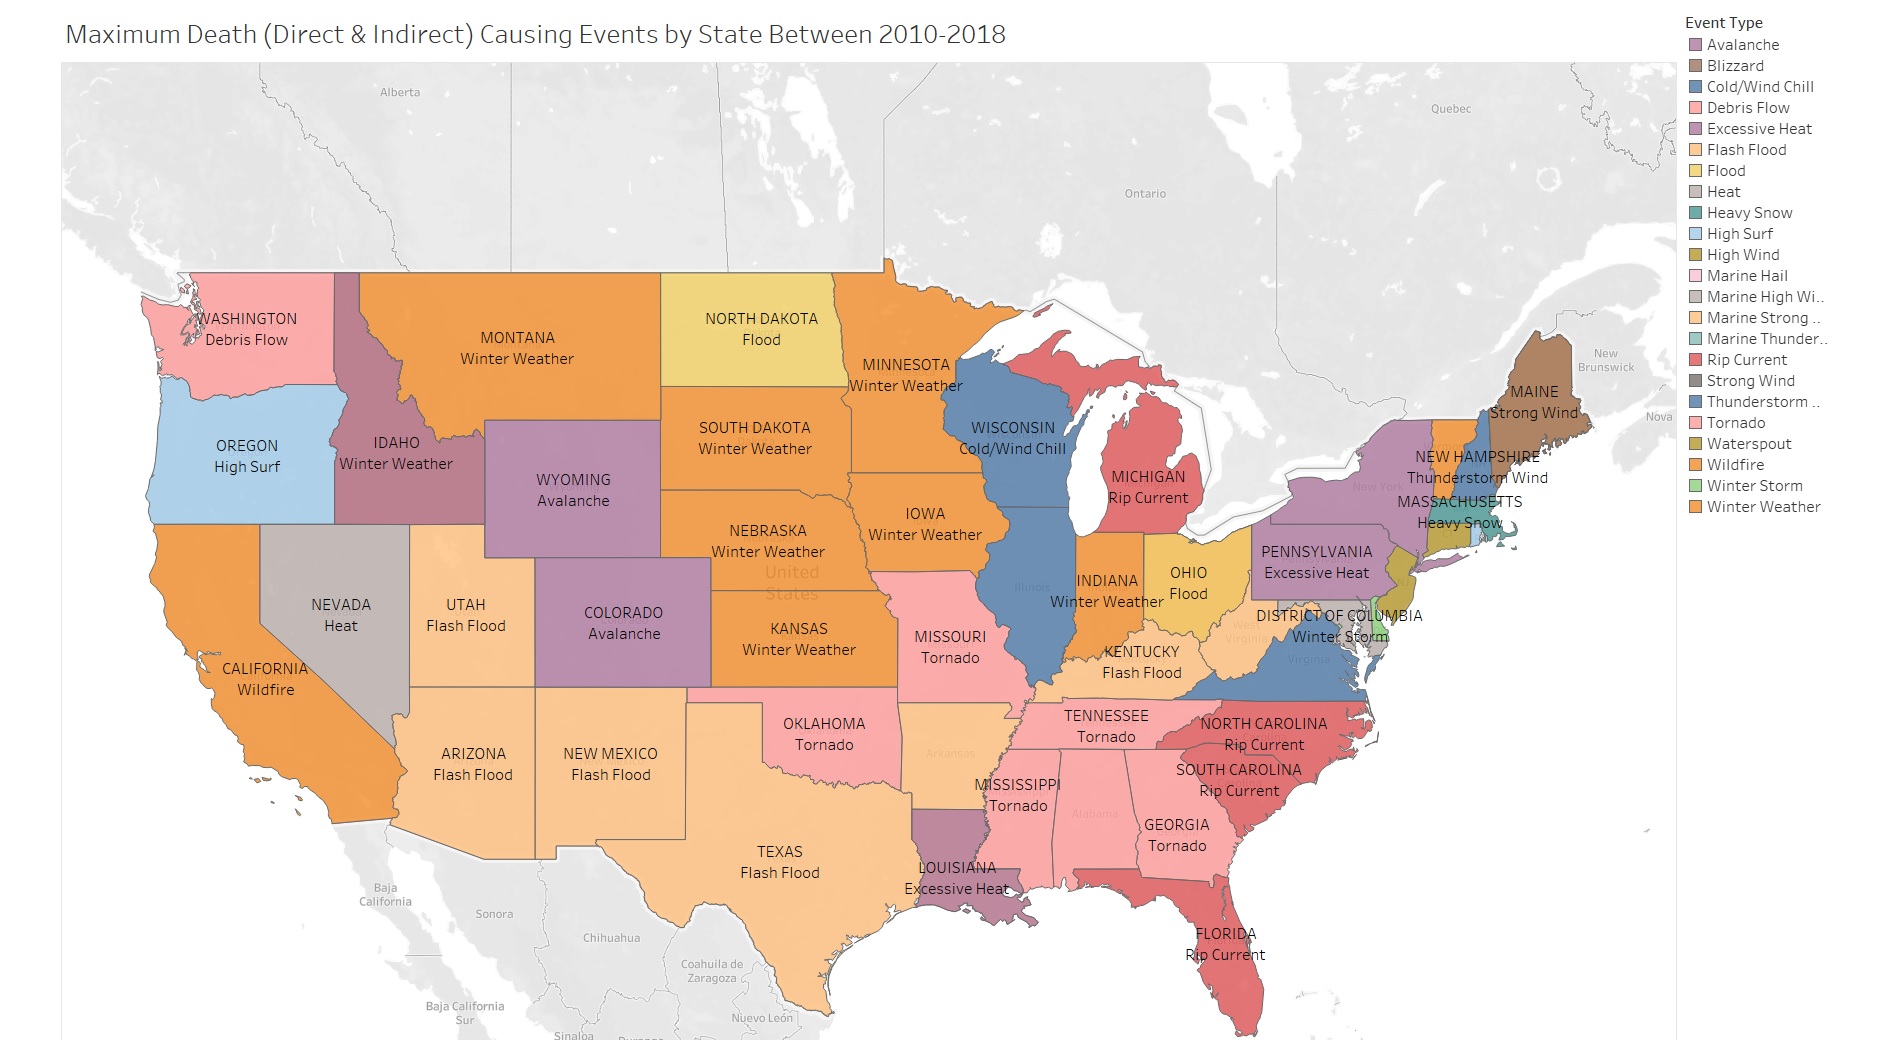 Maximum Death (Direct & Indirect) Causing Events by State Between 2010-2018
Event Type
Avalanche
Blizzard
Cold/Wind Chill
Debris Flow
Excessive Heat
Flash Flood
Flood
Heat
Heavy Snow
High Surf
High Wind
Marine Hail
Marine High Wi..
Marine Strong ..
Marine Thunder..
Rip Current
Strong Wind
Thunderstorm ..
Tornado
Waterspout
Wildfire
Winter Storm
Winter Weather
Alberta
Quebec
Ontario
New
Brunswick
Nova
WASHINGTON
Debris Flow
MONTANA
Winter Weather
NORTH DAKOTA
Flood
MINNESOTA
Winter Weather
MAINE
Strong Wind
OREGON
High Surf
IDAHO
Winter Weather
SOUTH DAKOTA
Winter Weather
WISCONSIN
Cold/Wind Chill
MICHIGAN
Rip Current
NEW HAMPSHIRE
Thunderstorm Wind
New York
MASSACHUSETTS
Heavy Snow
WYOMING
Avalanche
NEBRASKA
Winter Weather
United
States
IOWA
Winter Weather
PENNSYLVANIA
Excessive Heat
NEVADA
Heat
UTAH
Flash Flood
COLORADO
Avalanche
KANSAS
Winter Weather
MISSOURI
Tornado
Illinois
INDIANA
Winter Weather
OHIO
Flood
West
Virginia
DISTRICT OF COLUMBIA
Winter Storm
Virginia
KENTUCKY
Flash Flood
CALIFORNIA
Wildfire
ARIZONA
Flash Flood
NEW MEXICO
Flash Flood
OKLAHOMA
Tornado
Arkansas
TENNESSEE
Tornado
NORTH CAROLINA
Rip Current
SOUTH CAROLINA
Rip Current
MISSISSIPPI
Tornado
Alabama
GEORGIA
Tornado
TEXAS
Flash Flood
LOUISIANA
Excessive Heat
FLORIDA
Rip Current
Baja
California
Sonora
Chihuahua
Coahuila de
Zaragoza
Baja California
Sur
Nuevo León
Sinaloa
Durango